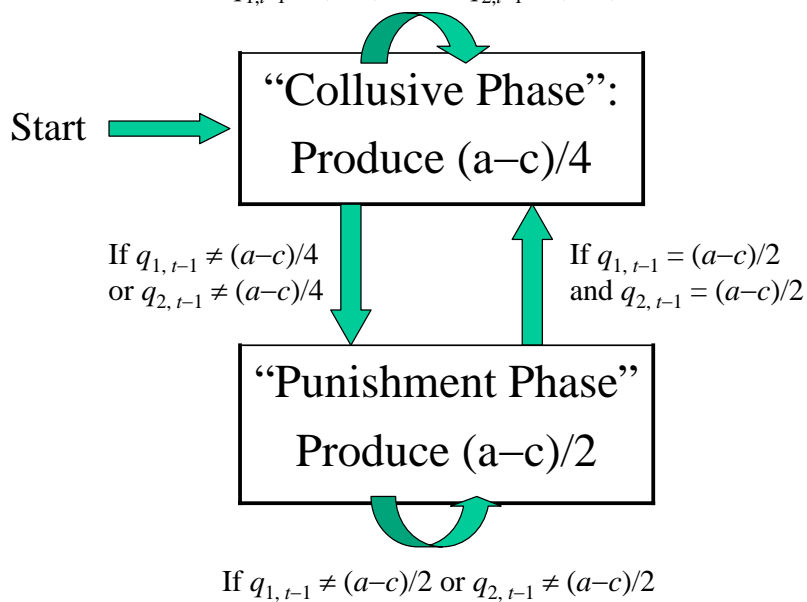 “Collusive Phase”:
Produce (a–c)/4
Start
If q1, t−1 ≠ (a−c)/4
or q2, t−1 ≠ (a−c)/4
If q1, t−1 = (a−c)/2
and q2, t−1 = (a−c)/2
“Punishment Phase”
Produce (a–c)/2
If q1, t−1 ≠ (a−c)/2 or q2, t−1 ≠ (a−c)/2